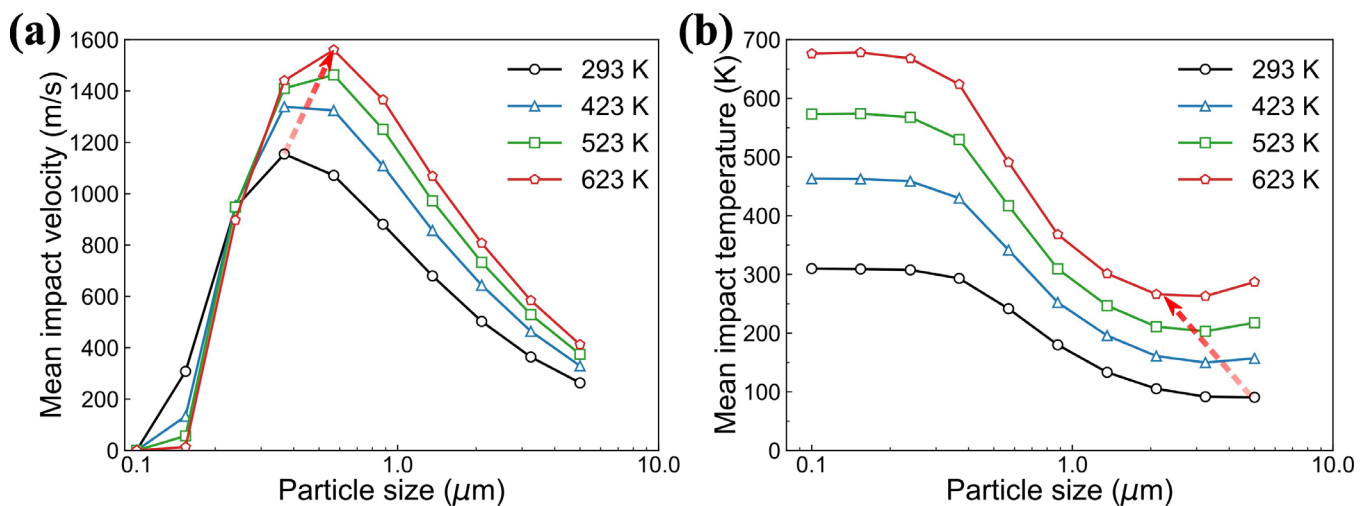 (a)
Mean impact velocity (m/s)
1600
1400
1200
1000
800
600
400
200
0
0.1
1.0
10.0
Particle size (μm)
293 K
423 K
523 K
623 K
(b)
Mean impact temperature (K)
700
600
500
400
300
200
100
0
0.1
1.0
10.0
Particle size (μm)
293 K
423 K
523 K
623 K